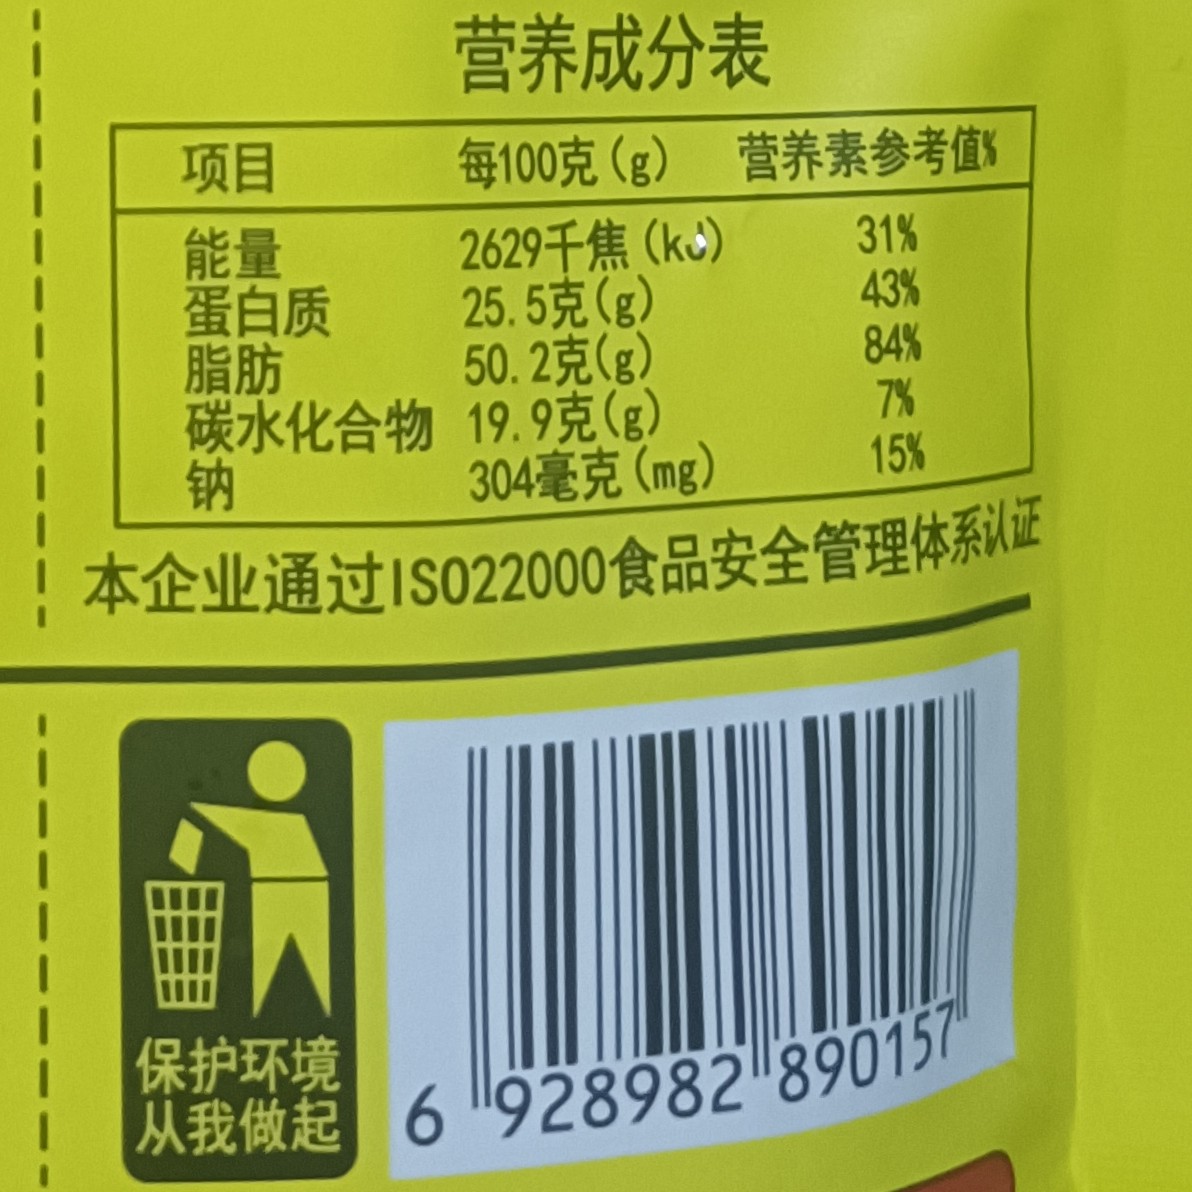 营养成分表
项目 每100克(g) 营养素参考值%
能量 2629千焦(kJ) 31%
蛋白质 25.5克(g) 43%
脂肪 50.2克(g) 84%
碳水化合物 19.9克(g) 7%
钠 304毫克(mg) 15%
本企业通过ISO22000食品安全管理体系认证
保护环境
从我做起
6 928982 890157